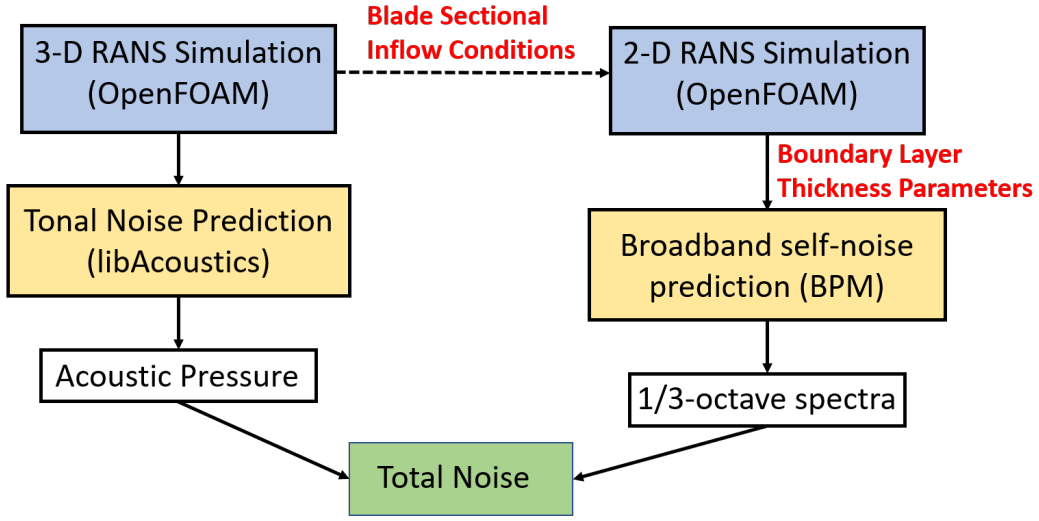 Blade Sectional
Inflow Conditions
3-D RANS Simulation
(OpenFOAM)
2-D RANS Simulation
(OpenFOAM)
Boundary Layer
Thickness Parameters
Tonal Noise Prediction
(libAcoustics)
Broadband self-noise
prediction (BPM)
Acoustic Pressure
1/3-octave spectra
Total Noise